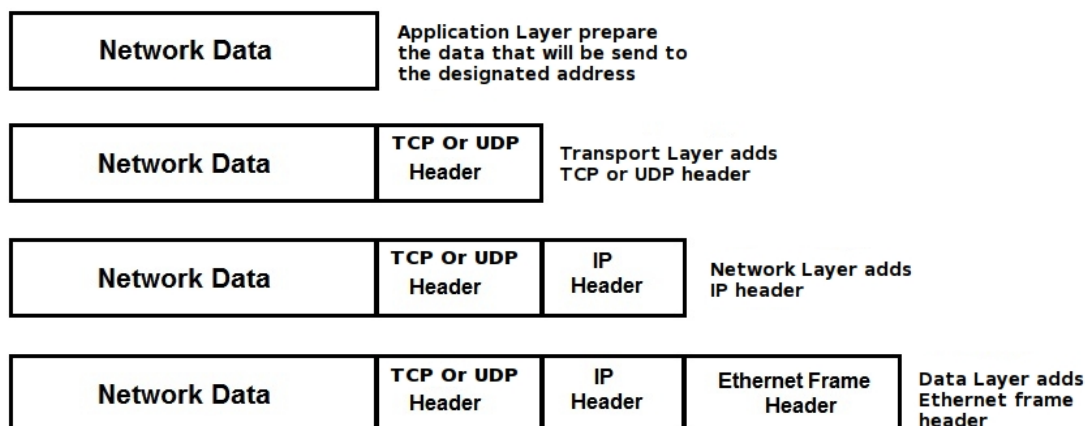 Network Data
Application Layer prepare
the data that will be send to
the designated address
Network Data
TCP Or UDP
Header
Transport Layer adds
TCP or UDP header
Network Data
TCP Or UDP
Header
IP
Header
Network Layer adds
IP header
Network Data
TCP Or UDP
Header
IP
Header
Ethernet Frame
Header
Data Layer adds
Ethernet frame
header